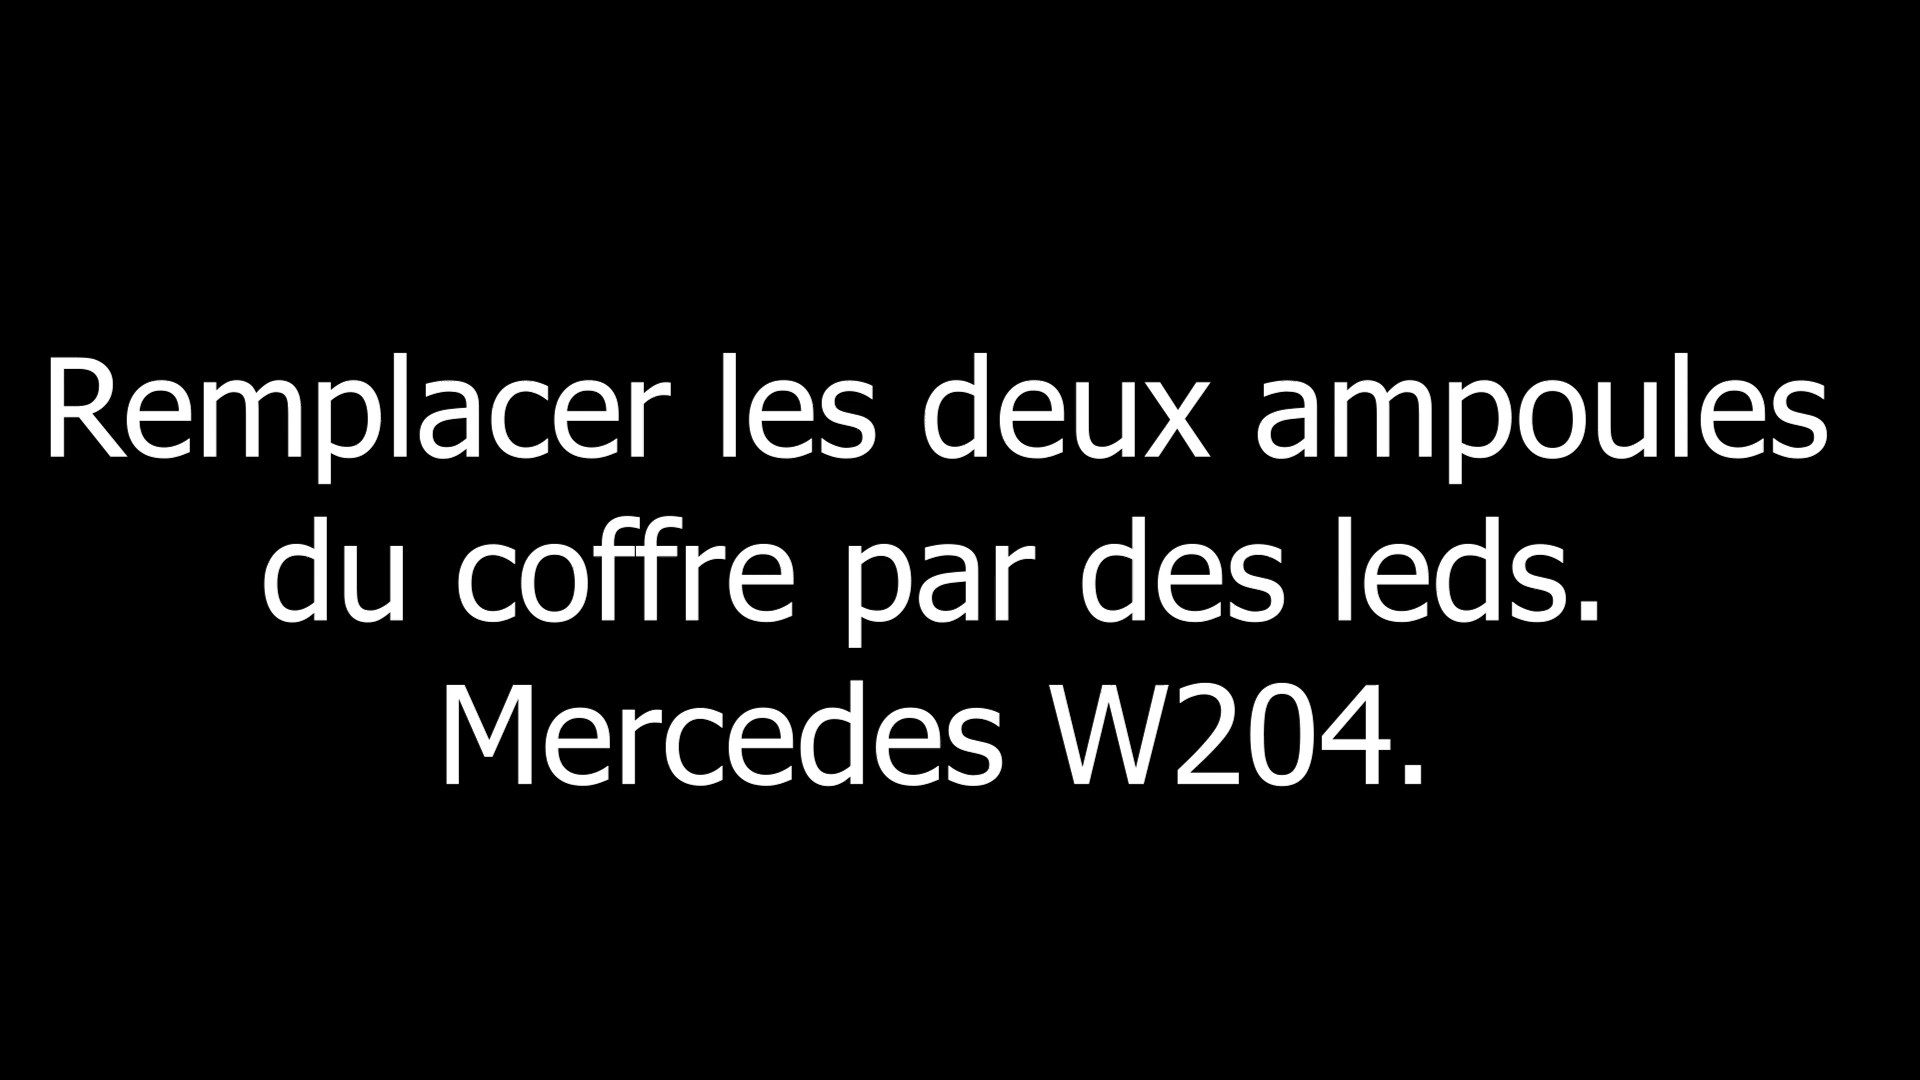 Remplacer les deux ampoules
du coffre par des leds.
Mercedes W204.